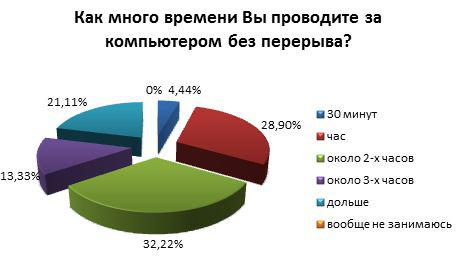 Как много времени Вы проводите за
компьютером без перерыва?
0% 4,44%
21,11%
28,90%
13,33%
32,22%
30 минут
час
около 2-х часов
около 3-х часов
дольше
вообще не занимаюсь